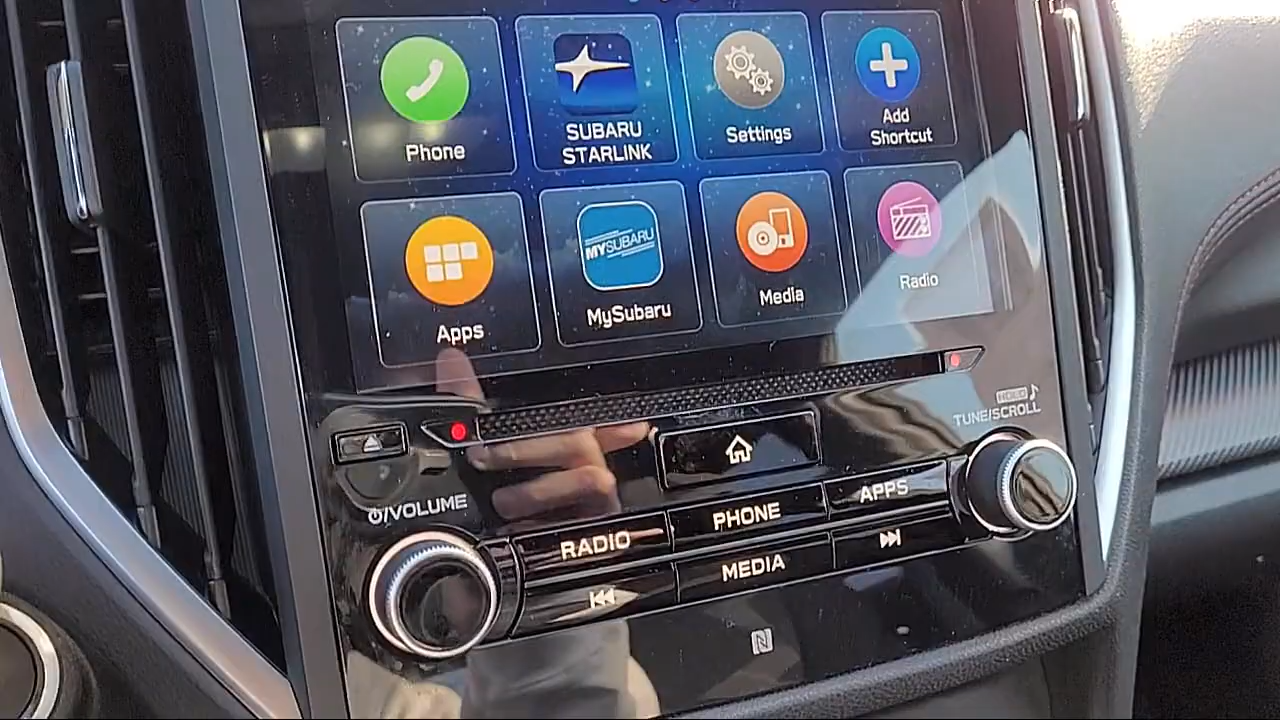 Phone
SUBARU
STARLINK
Settings
Add
Shortcut
Apps
MYSUBARU
MySubaru
Media
Radio
TUNE/SCROLL
/VOLUME
RADIO
PHONE
APPS
MEDIA